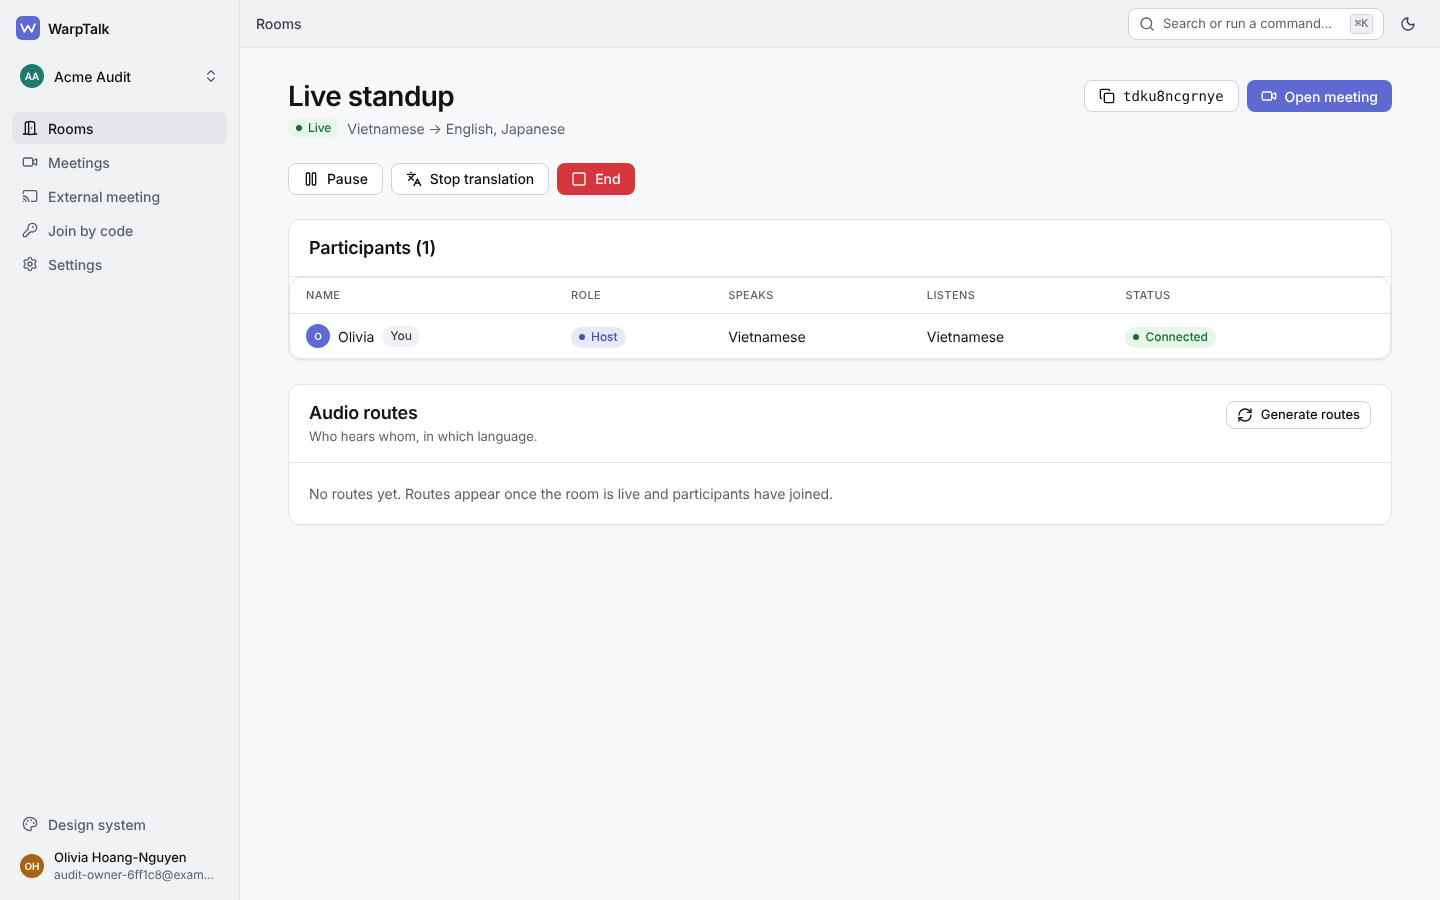 WarpTalk
AA Acme Audit
Rooms
Meetings
External meeting
Join by code
Settings
Design system
OH Olivia Hoang-Nguyen
audit-owner-6ff1c8@exam...
Rooms
Search or run a command... ⌘K
Live standup
tdku8ncgrnye
Open meeting
Live Vietnamese → English, Japanese
Pause
Stop translation
End
Participants (1)
NAME ROLE SPEAKS LISTENS STATUS
O Olivia You Host Vietnamese Vietnamese Connected
Audio routes
Generate routes
Who hears whom, in which language.
No routes yet. Routes appear once the room is live and participants have joined.